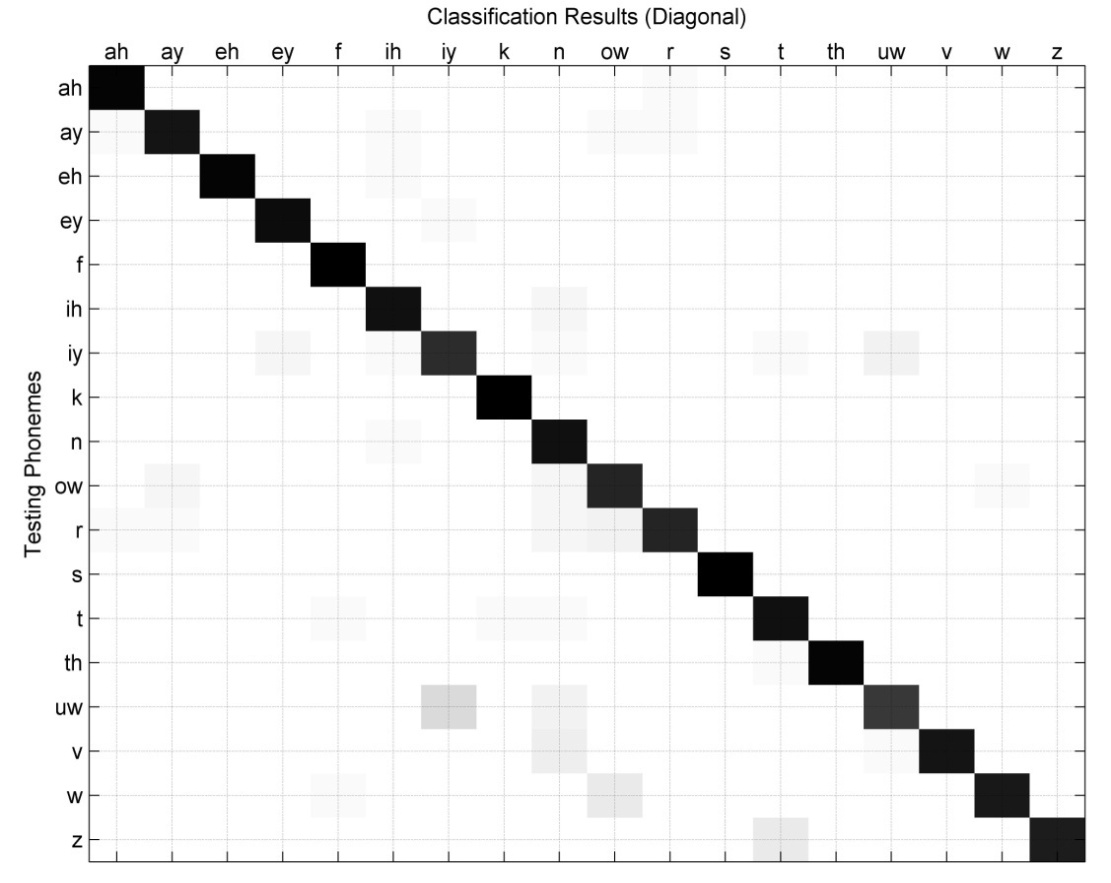 Classification Results (Diagonal)
ah ay eh ey f ih iy k n ow r s t th uw v w z
Testing Phonemes
ah
ay
eh
ey
f
ih
iy
k
n
ow
r
s
t
th
uw
v
w
z